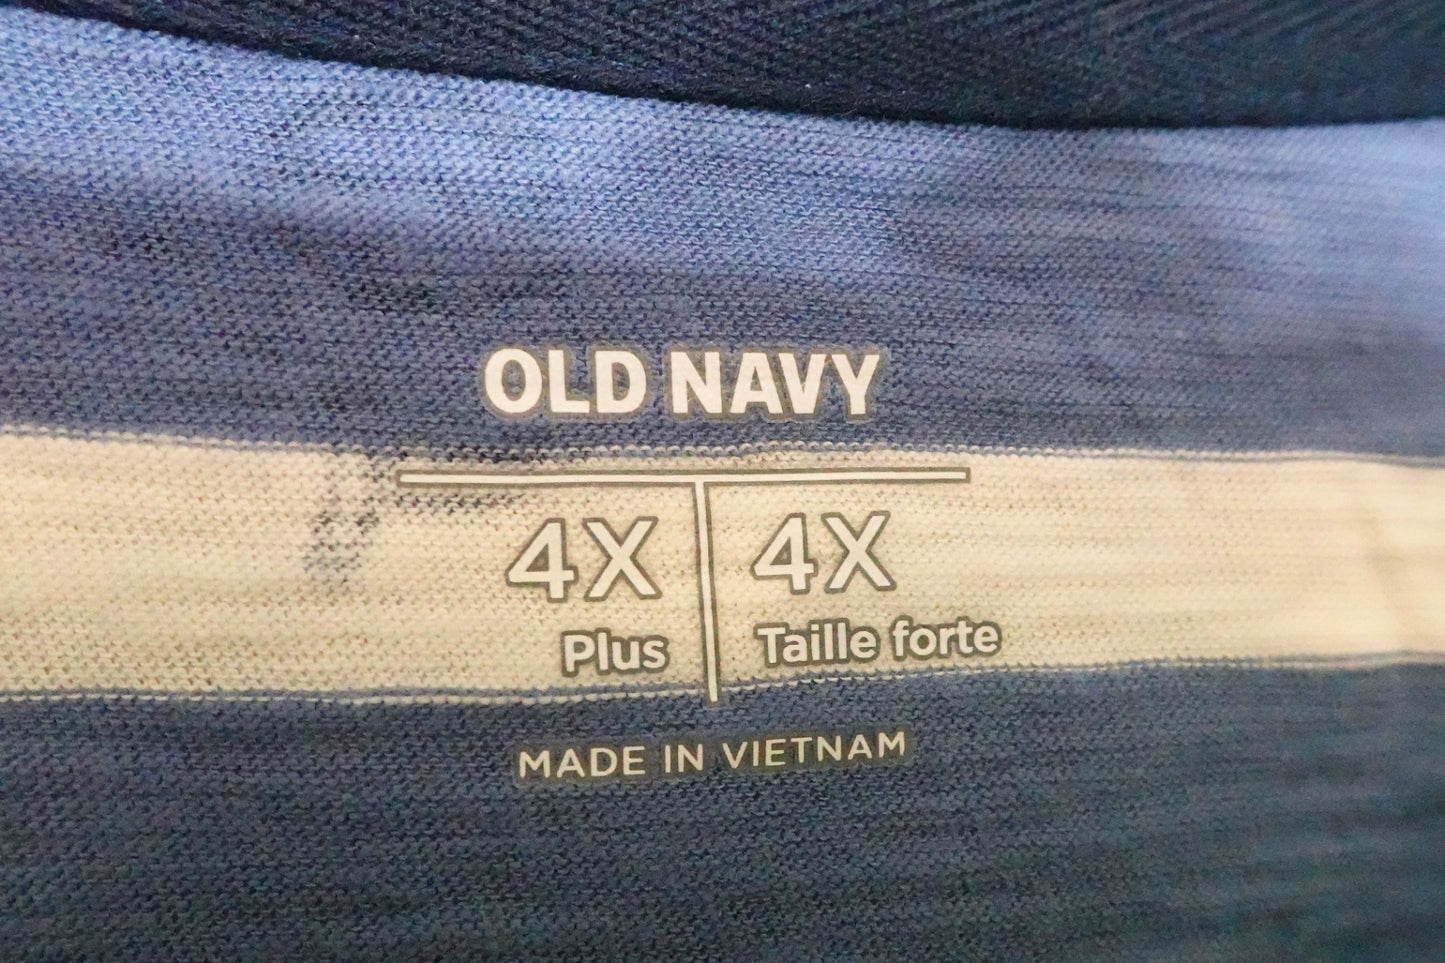 OLD NAVY
4X 4X
Plus Taille forte
MADE IN VIETNAM